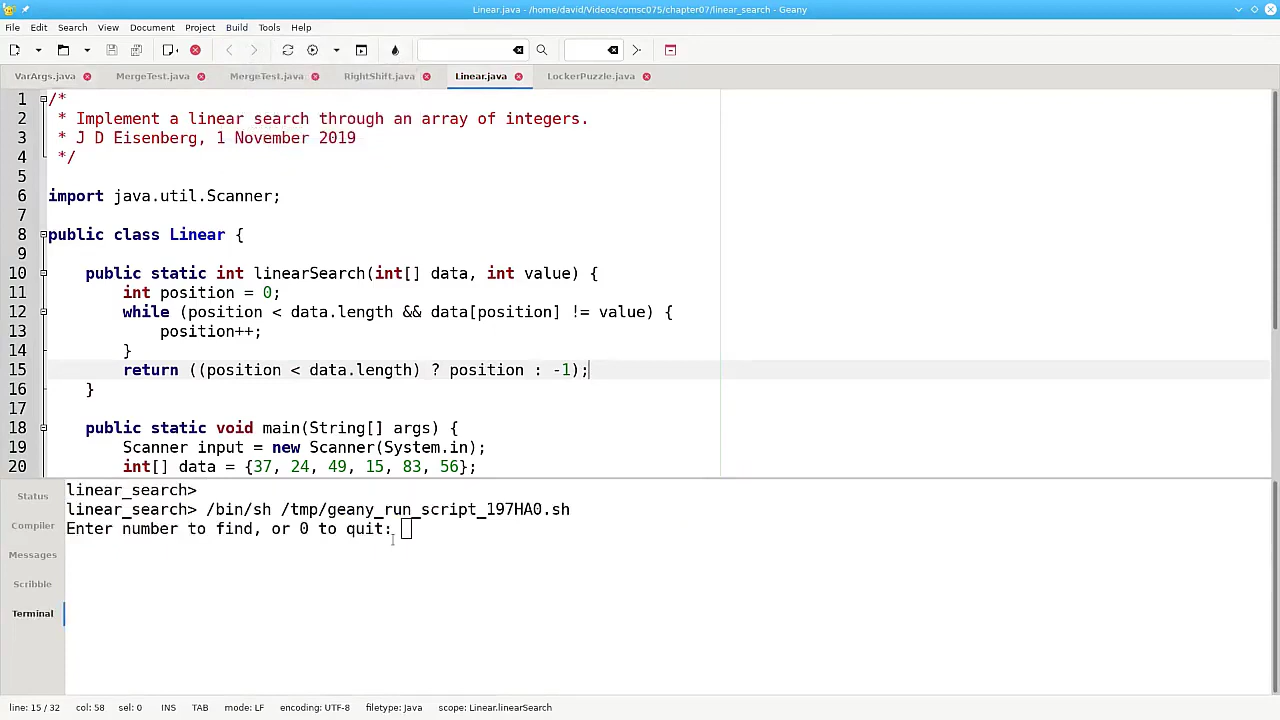 Linear.java - /home/david/Videos/comsc075/chapter07/linear_search - Geany
File Edit Search View Document Project Build Tools Help
VarArgs.java MergeTest.java MergeTest.java RightShift.java Linear.java LockerPuzzle.java
1 /*
2  * Implement a linear search through an array of integers.
3  * J D Eisenberg, 1 November 2019
4  */
5
6 import java.util.Scanner;
7
8 public class Linear {
9
10     public static int linearSearch(int[] data, int value) {
11         int position = 0;
12         while (position < data.length && data[position] != value) {
13             position++;
14         }
15         return ((position < data.length) ? position : -1);
16     }
17
18     public static void main(String[] args) {
19         Scanner input = new Scanner(System.in);
20         int[] data = {37, 24, 49, 15, 83, 56};
Status
Compiler
Messages
Scribble
Terminal
linear_search>
linear_search> /bin/sh /tmp/geany_run_script_197HA0.sh
Enter number to find, or 0 to quit:
line: 15 / 32 col: 58 sel: 0 INS TAB mode: LF encoding: UTF-8 filetype: Java scope: Linear.linearSearch